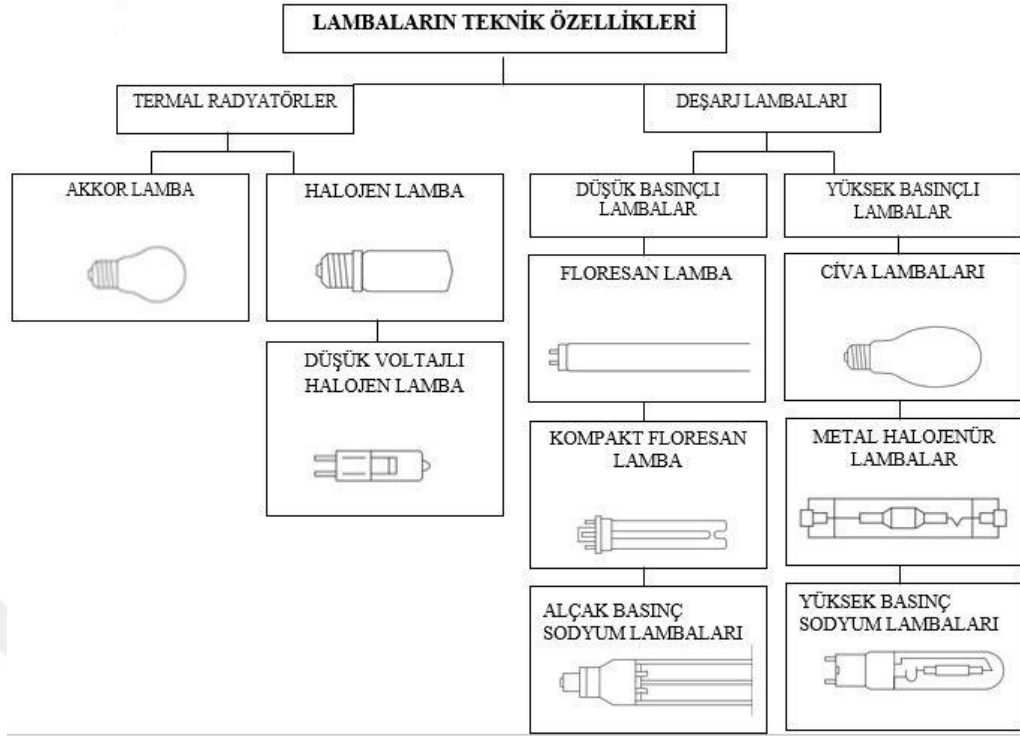 LAMBALARIN TEKNİK ÖZELLİKLERİ
TERMAL RADYATÖRLER
DEŞARJ LAMBALARI
AKKOR LAMBA
HALOJEN LAMBA
DÜŞÜK BASINÇLI
LAMBALAR
YÜKSEK BASINÇLI
LAMBALAR
FLORESAN LAMBA
CİVA LAMBALARI
DÜŞÜK VOLTAJLI
HALOJEN LAMBA
KOMPAKT FLORESAN
LAMBA
METAL HALOJENÜR
LAMBALAR
ALÇAK BASINÇ
SODYUM LAMBALARI
YÜKSEK BASINÇ
SODYUM LAMBALARI